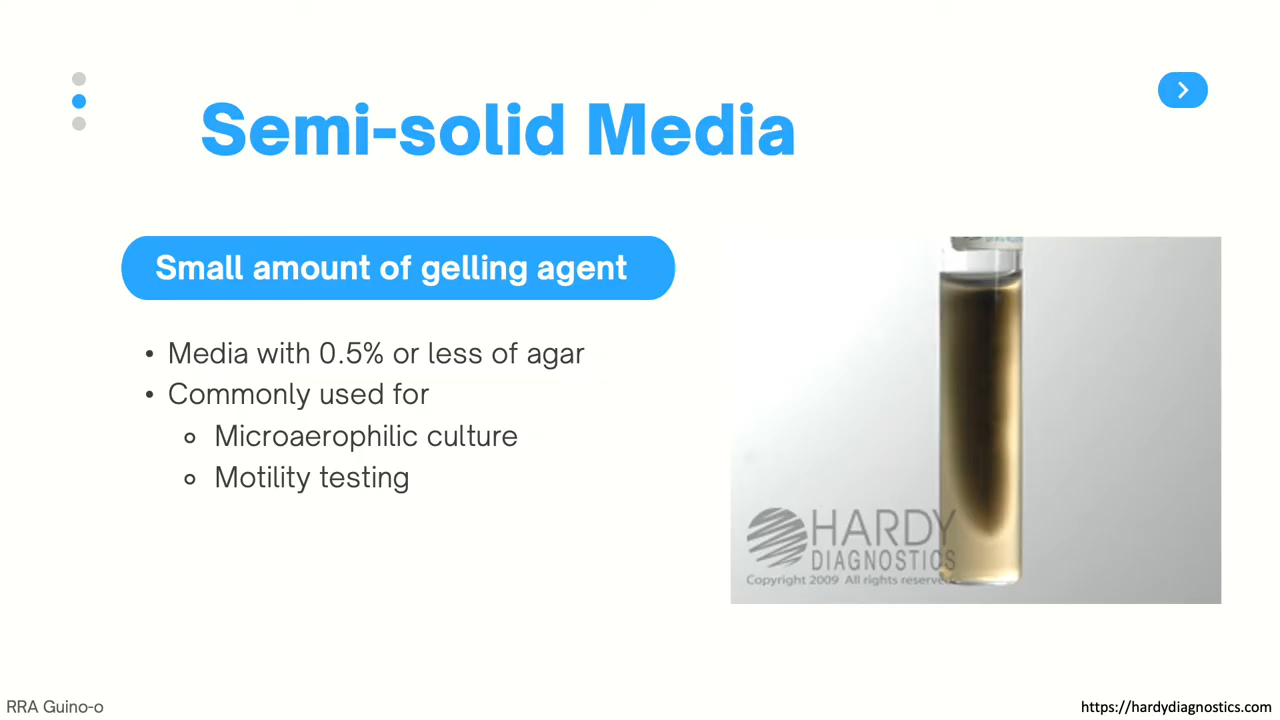 Semi-solid Media
Small amount of gelling agent
• Media with 0.5% or less of agar
• Commonly used for
Microaerophilic culture
Motility testing
HARDY
DIAGNOSTICS
Copyright 2009 All rights reserved.
RRA Guino-o
https://hardydiagnostics.com